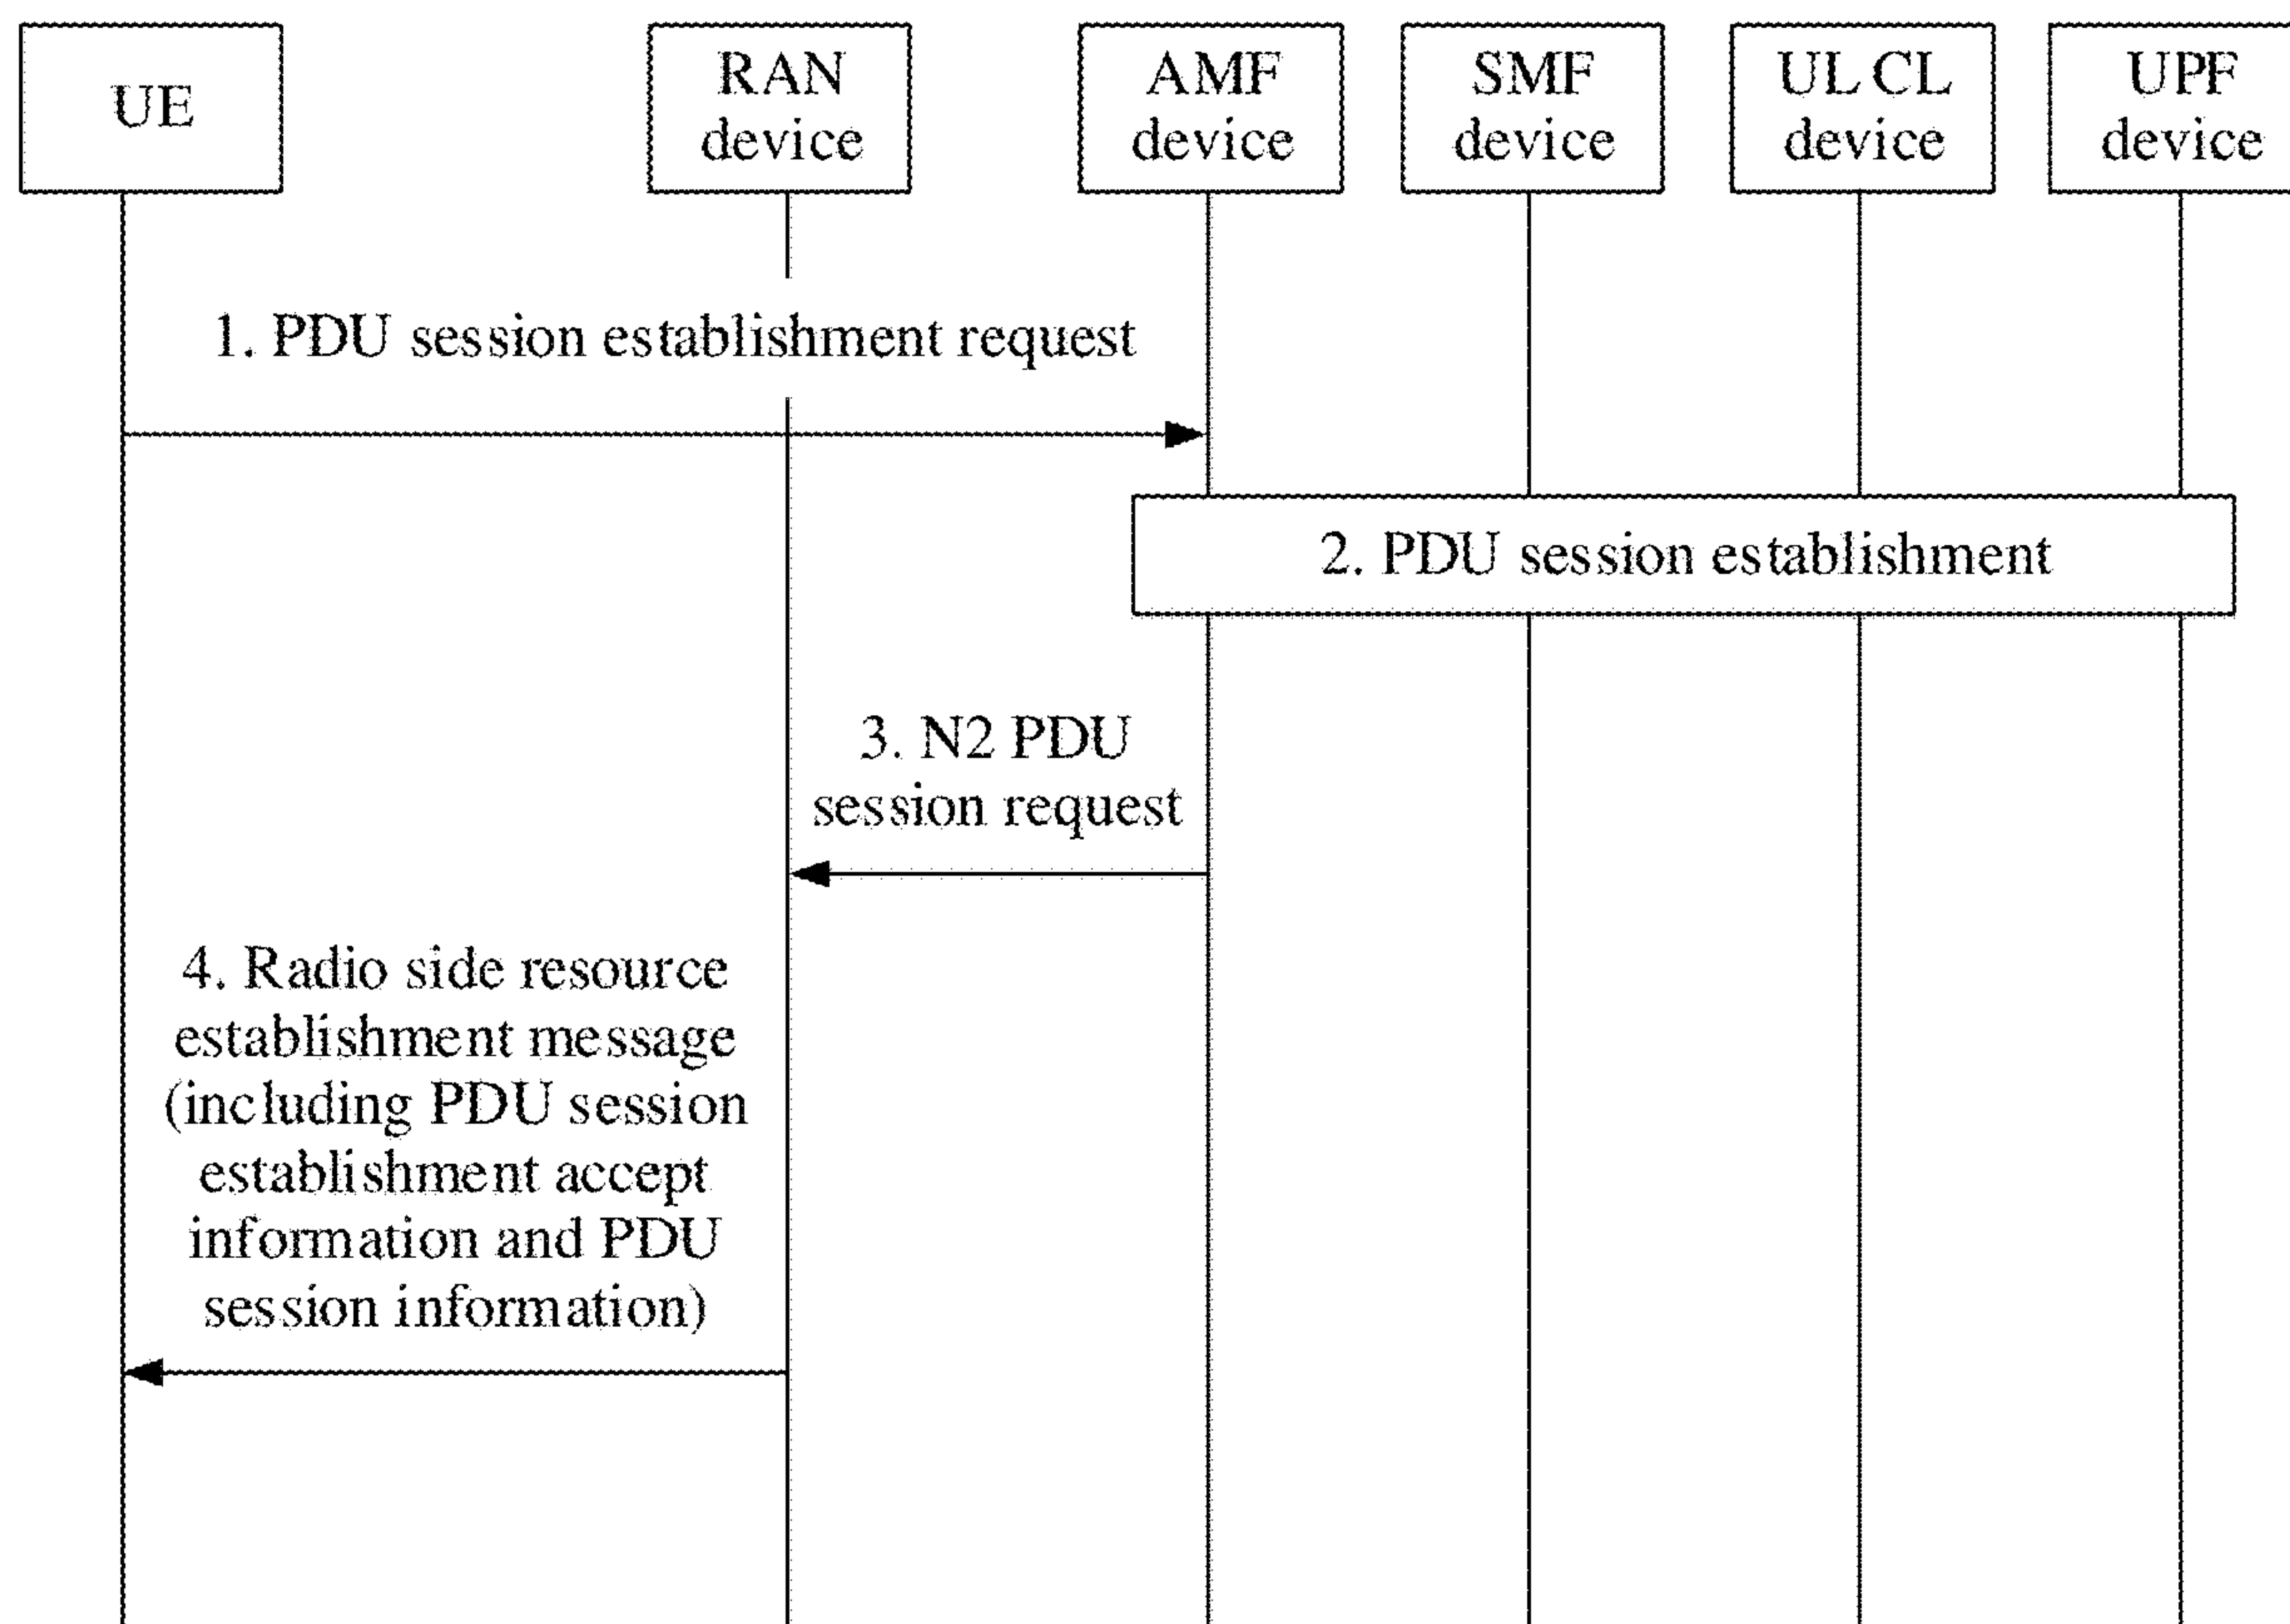 UE
RAN
device
AMF
device
SMF
device
UL CL
device
UPF
device
1. PDU session establishment request
2. PDU session establishment
3. N2 PDU
session request
4. Radio side resource
establishment message
(including PDU session
establishment accept
information and PDU
session information)